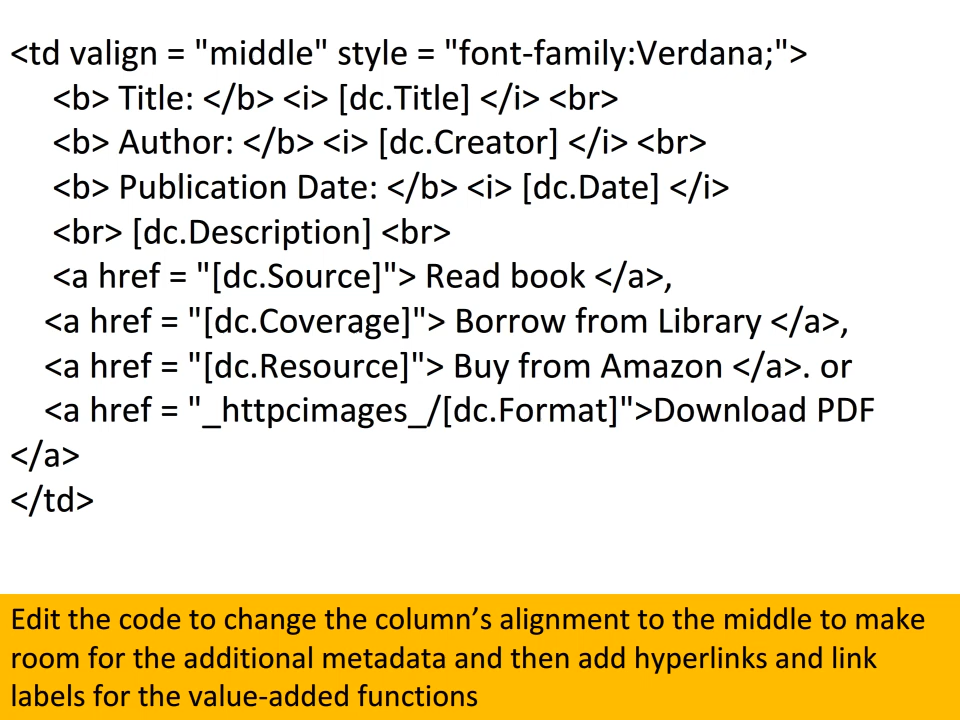 <td valign = "middle" style = "font-family:Verdana;">
<b> Title: </b> <i> [dc.Title] </i> <br>
<b> Author: </b> <i> [dc.Creator] </i> <br>
<b> Publication Date: </b> <i> [dc.Date] </i>
<br> [dc.Description] <br>
<a href = "[dc.Source]"> Read book </a>,
<a href = "[dc.Coverage]"> Borrow from Library </a>,
<a href = "[dc.Resource]"> Buy from Amazon </a>. or
<a href = "_httpcimages_/[dc.Format]">Download PDF
</a>
</td>
Edit the code to change the column’s alignment to the middle to make
room for the additional metadata and then add hyperlinks and link
labels for the value-added functions